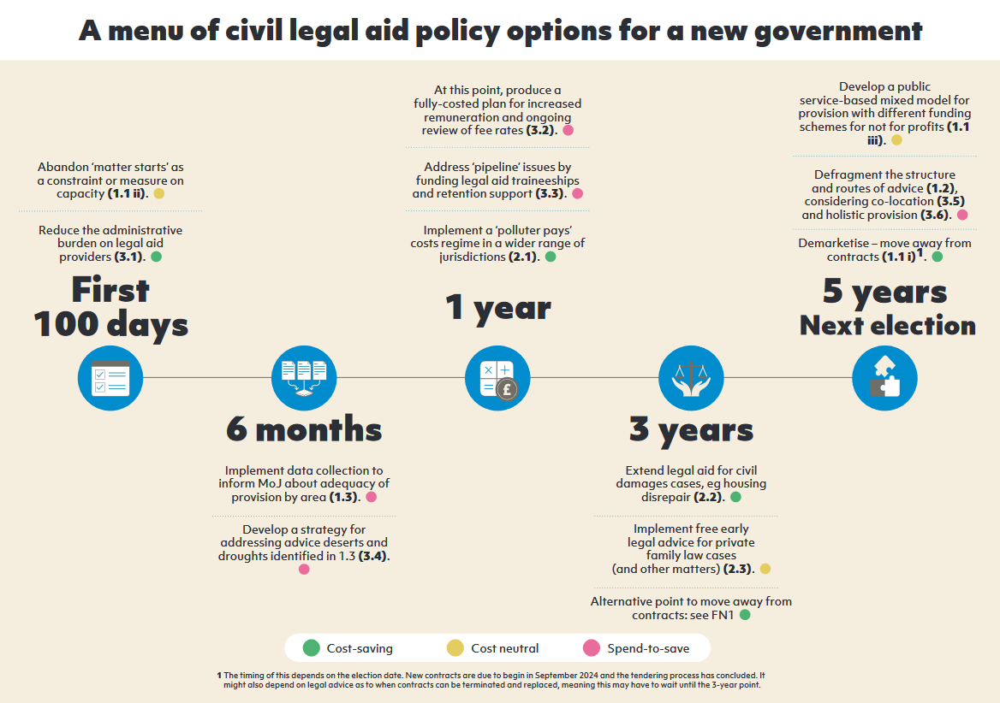 A menu of civil legal aid policy options for a new government
Abandon ‘matter starts’ as
a constraint or measure on
capacity (1.1 ii).
Reduce the administrative
burden on legal aid
providers (3.1).
First
100 days
6 months
Implement data collection to
inform MoJ about adequacy of
provision by area (1.3).
Develop a strategy for
addressing advice deserts and
droughts identified in 1.3 (3.4).
At this point, produce a
fully-costed plan for increased
remuneration and ongoing
review of fee rates (3.2).
Address ‘pipeline’ issues by
funding legal aid traineeships
and retention support (3.3).
Implement a ‘polluter pays’
costs regime in a wider range of
jurisdictions (2.1).
1 year
£
3 years
Extend legal aid for civil
damages cases, eg housing
disrepair (2.2).
Implement free early
legal advice for private
family law cases
(and other matters) (2.3).
Alternative point to move away from
contracts: see FN1
Develop a public
service-based mixed model for
provision with different funding
schemes for not for profits (1.1
iii).
Defragment the structure
and routes of advice (1.2),
considering co-location (3.5)
and holistic provision (3.6).
Demarketise – move away from
contracts (1.1 i)¹.
5 years
Next election
Cost-saving
Cost neutral
Spend-to-save
1 The timing of this depends on the election date. New contracts are due to begin in September 2024 and the tendering process has concluded. It
might also depend on legal advice as to when contracts can be terminated and replaced, meaning this may have to wait until the 3-year point.